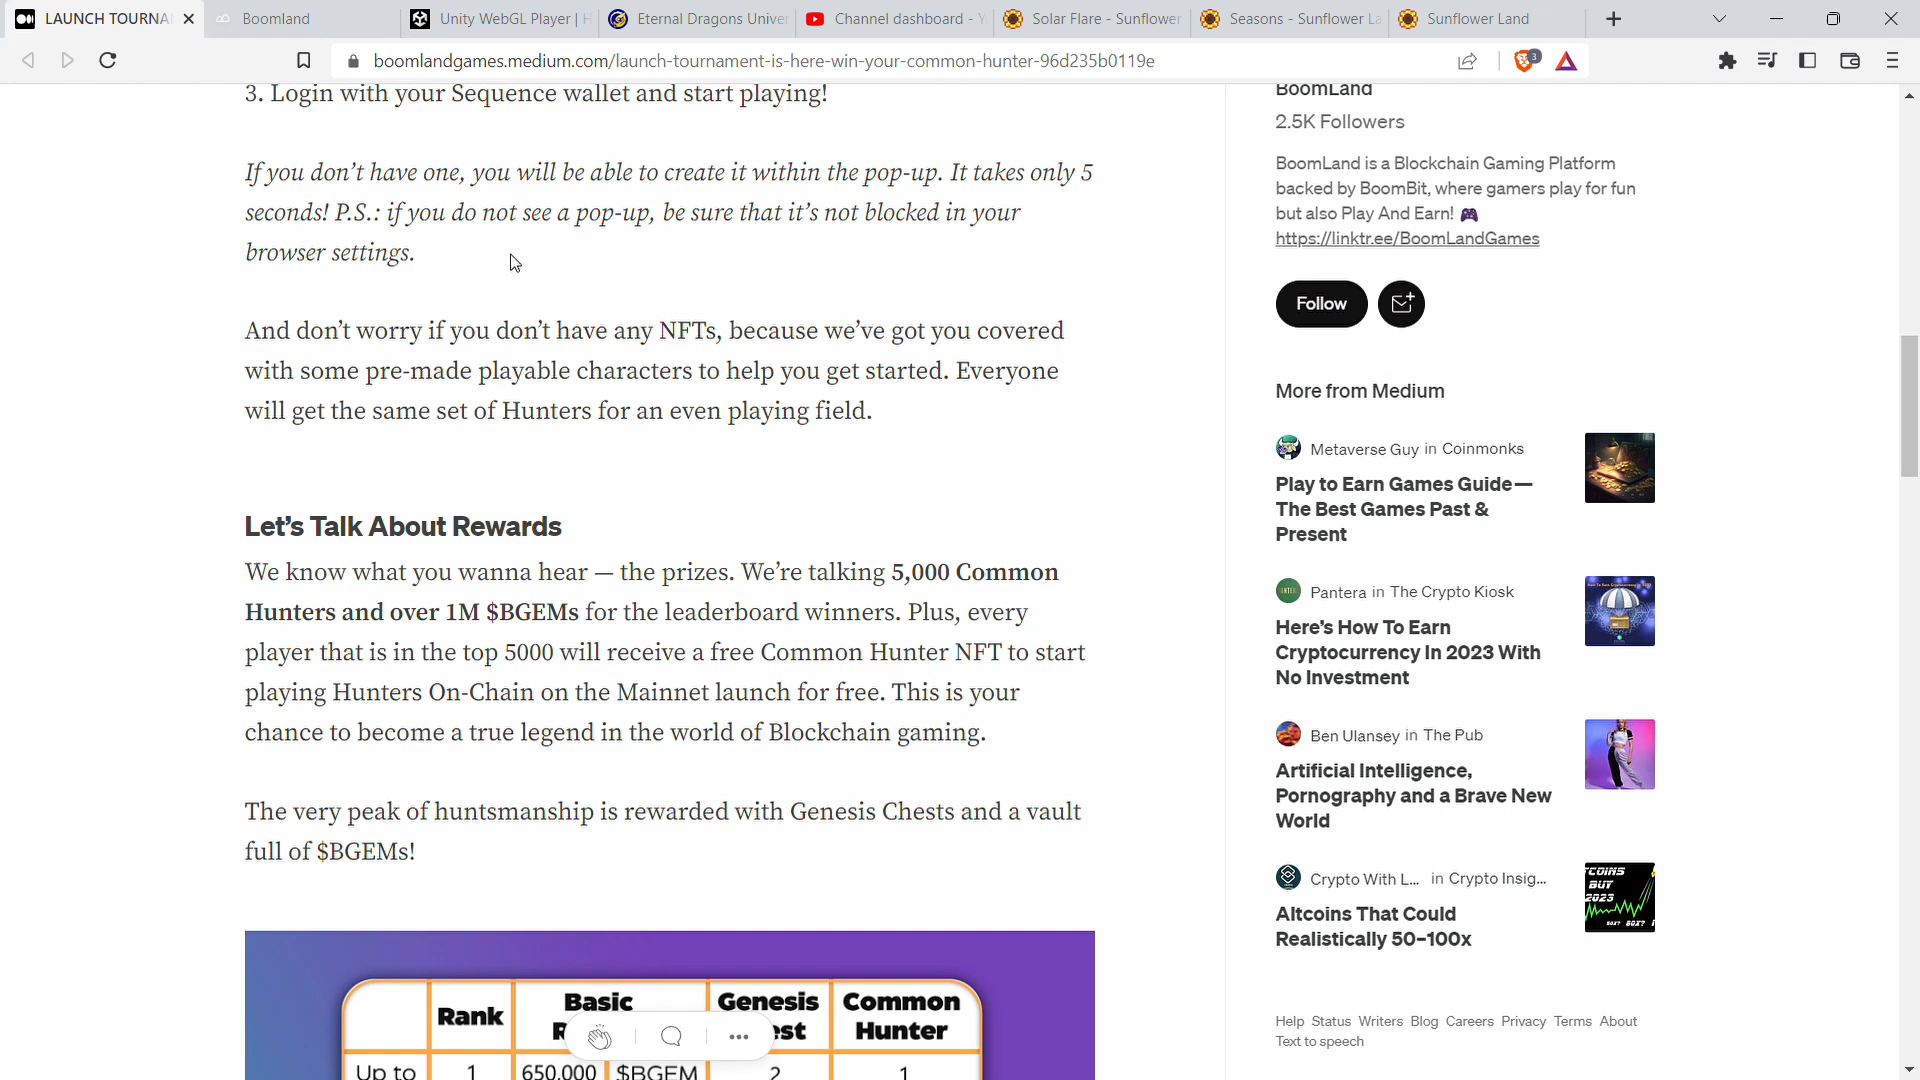 LAUNCH TOURNA
Boomland
Unity WebGL Player | H
Eternal Dragons Univer
Channel dashboard - Y
Solar Flare - Sunflower
Seasons - Sunflower La
Sunflower Land
boomlandgames.medium.com/launch-tournament-is-here-win-your-common-hunter-96d235b0119e
3
3. Login with your Sequence wallet and start playing!
If you don’t have one, you will be able to create it within the pop-up. It takes only 5
seconds! P.S.: if you do not see a pop-up, be sure that it’s not blocked in your
browser settings.
And don’t worry if you don’t have any NFTs, because we’ve got you covered
with some pre-made playable characters to help you get started. Everyone
will get the same set of Hunters for an even playing field.
Let’s Talk About Rewards
We know what you wanna hear — the prizes. We’re talking 5,000 Common
Hunters and over 1M $BGEMs for the leaderboard winners. Plus, every
player that is in the top 5000 will receive a free Common Hunter NFT to start
playing Hunters On-Chain on the Mainnet launch for free. This is your
chance to become a true legend in the world of Blockchain gaming.
The very peak of huntsmanship is rewarded with Genesis Chests and a vault
full of $BGEMs!
Rank
Basic
Genesis
Common
Hunter
Up to
1
650,000
$BGEM
2
1
BoomLand
2.5K Followers
BoomLand is a Blockchain Gaming Platform
backed by BoomBit, where gamers play for fun
but also Play And Earn!
https://linktr.ee/BoomLandGames
Follow
More from Medium
Metaverse Guy in Coinmonks
Play to Earn Games Guide—
The Best Games Past &
Present
Pantera in The Crypto Kiosk
Here’s How To Earn
Cryptocurrency In 2023 With
No Investment
Ben Ulansey in The Pub
Artificial Intelligence,
Pornography and a Brave New
World
Crypto With L... in Crypto Insig...
Altcoins That Could
Realistically 50–100x
Help Status Writers Blog Careers Privacy Terms About
Text to speech